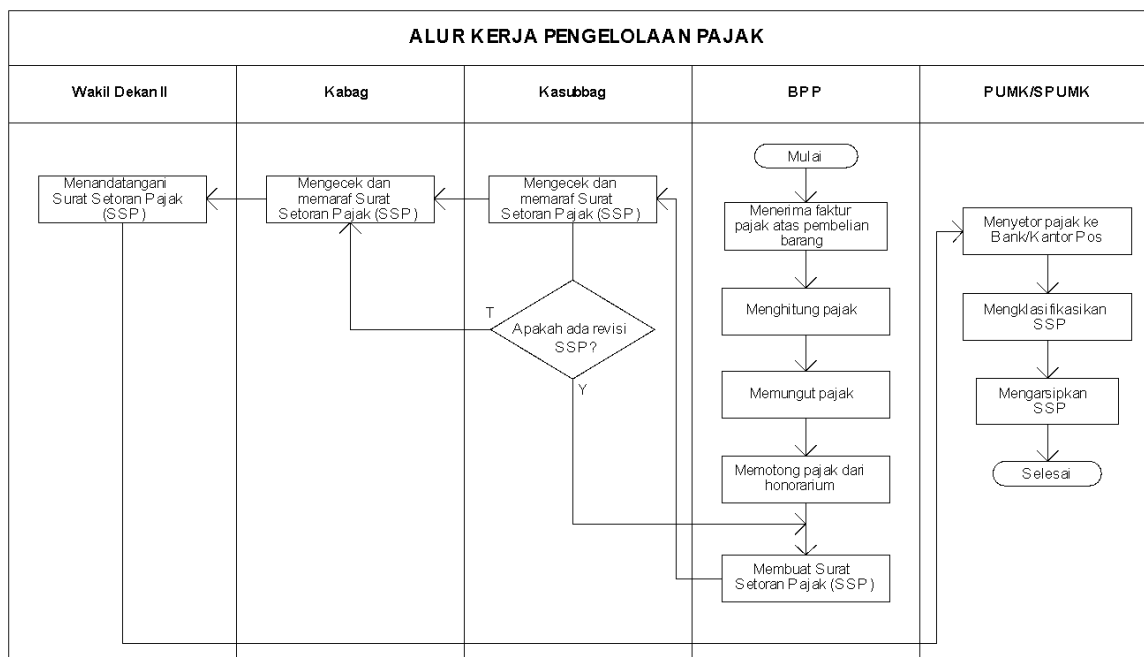 ALUR KERJA PENGELOLAAN PAJAK
Wakil Dekan II
Kabag
Kasubbag
BPP
PUMK/SPUMK
Mulai
Menandatangani
Surat Setoran Pajak
(SSP)
Mengecek dan
memaraf Surat
Setoran Pajak (SSP)
Mengecek dan
memaraf Surat
Setoran Pajak (SSP)
Menerima faktur
pajak atas pembelian
barang
Menyetor pajak ke
Bank/Kantor Pos
Menghitung pajak
Mengklasifikasikan
SSP
T
Apakah ada revisi
SSP?
Y
Memungut pajak
Mengarsipkan
SSP
Memotong pajak dari
honorarium
Selesai
Membuat Surat
Setoran Pajak (SSP)